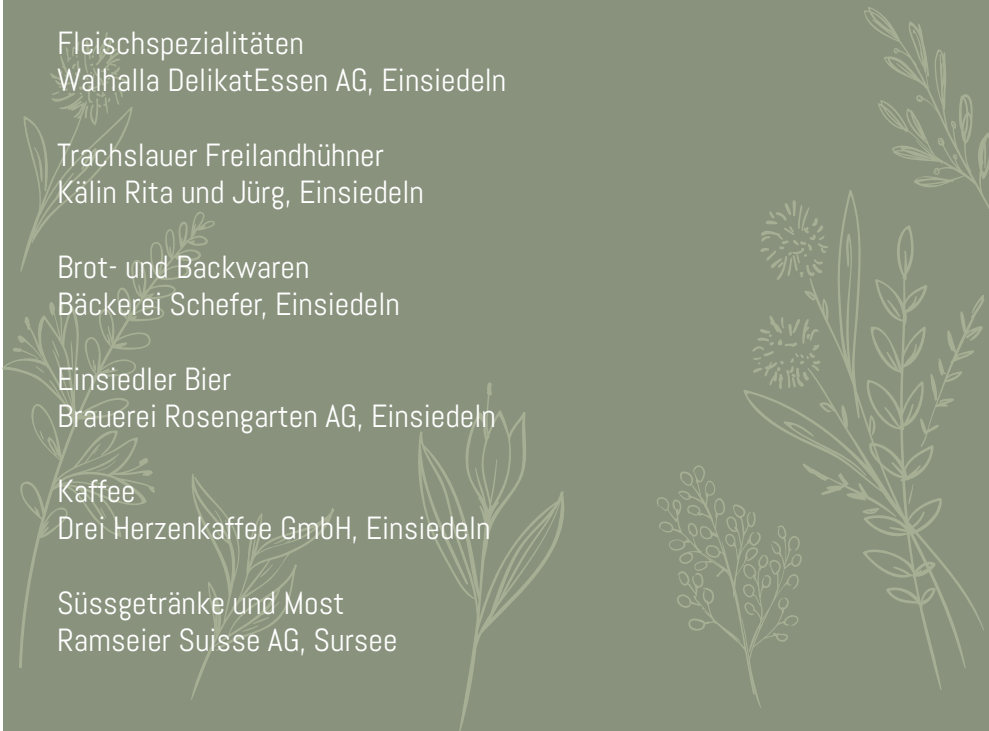 Fleischspezialitäten
Walhalla DelikatEssen AG, Einsiedeln
Trachslauer Freilandhühner
Kälin Rita und Jürg, Einsiedeln
Brot- und Backwaren
Bäckerei Schefer, Einsiedeln
Einsiedler Bier
Brauerei Rosengarten AG, Einsiedeln
Kaffee
Drei Herzenkaffee GmbH, Einsiedeln
Süssgetränke und Most
Ramseier Suisse AG, Sursee